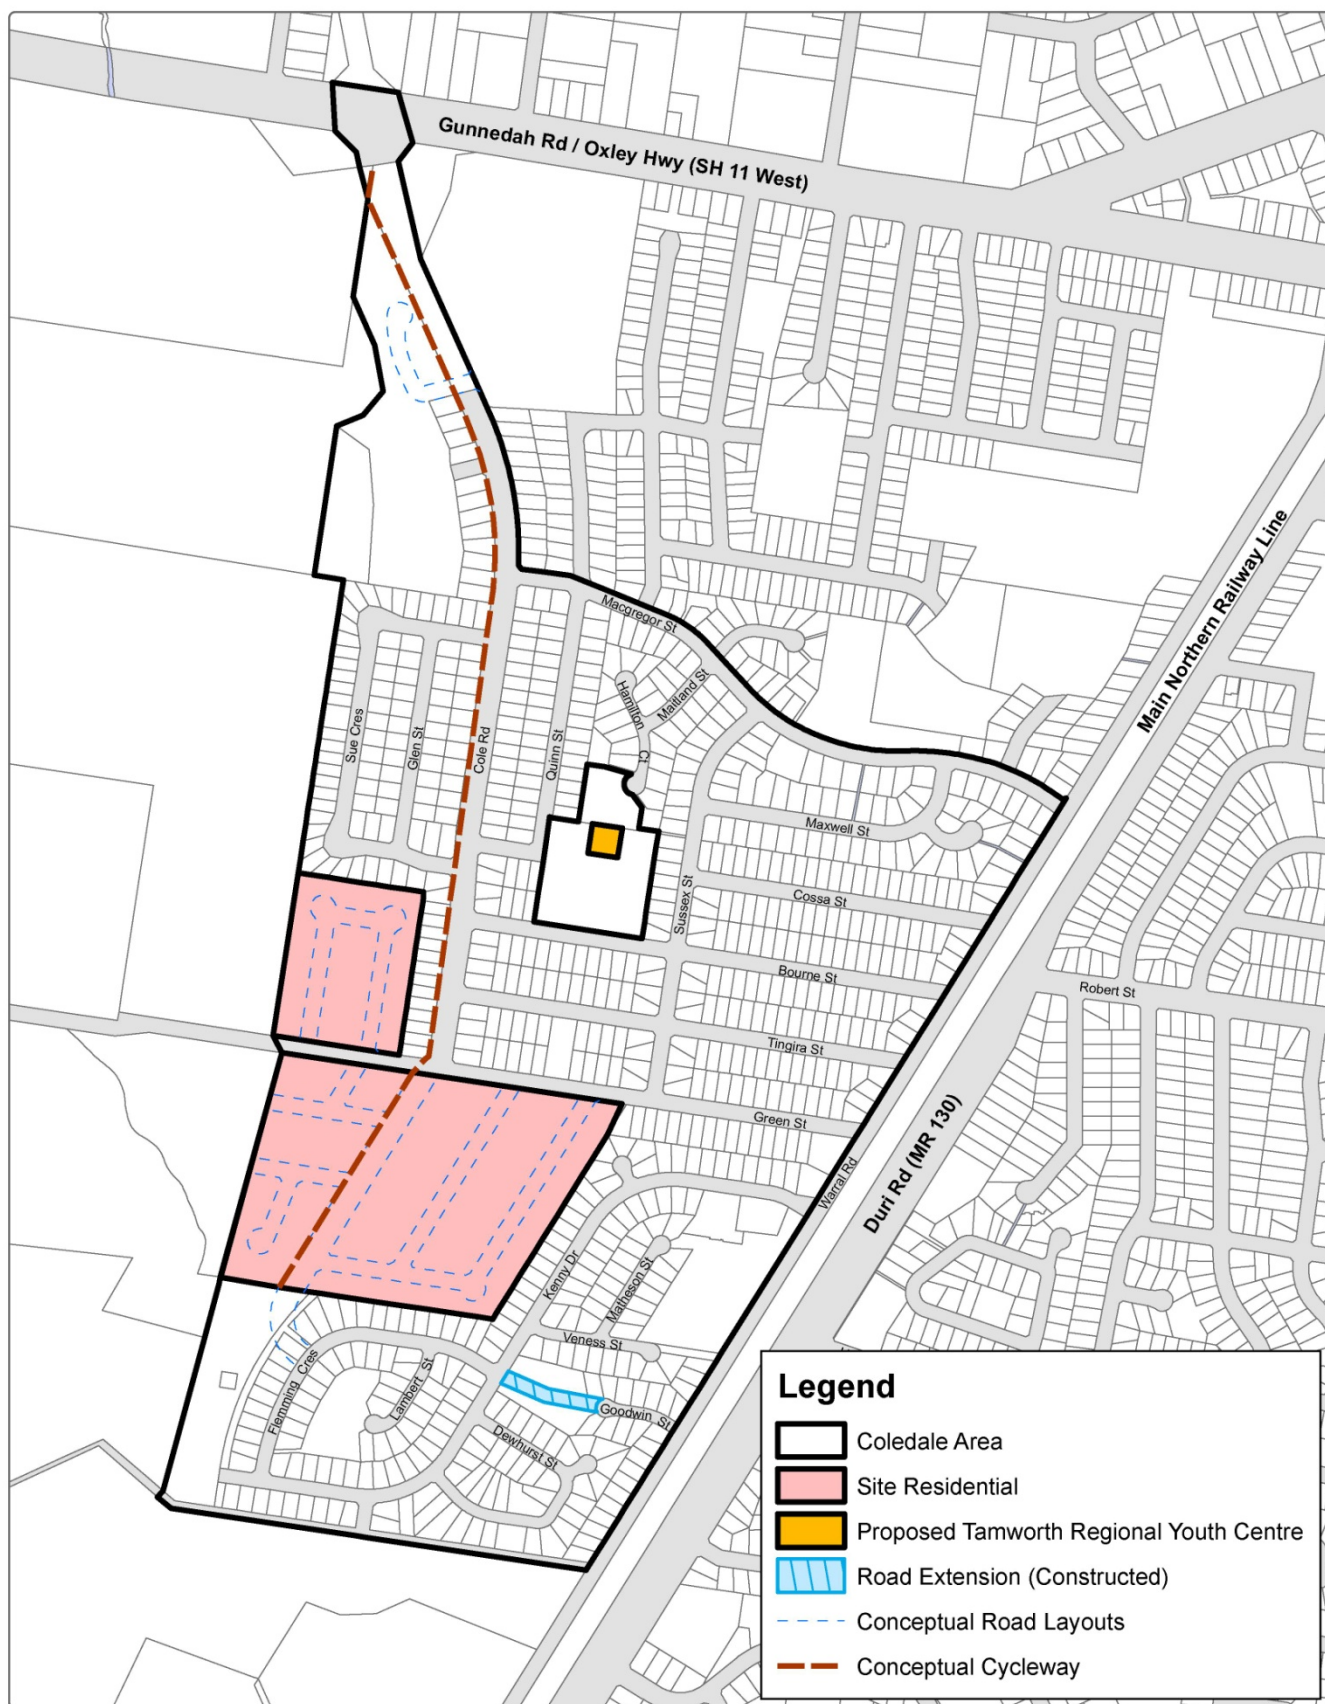 Gunnedah Rd / Oxley Hwy (SH 11 West)
Main Northern Railway Line
Macgregor St
Hamilton Ct
Maitland St
Sue Cres
Glen St
Cole Rd
Quinn St
Maxwell St
Cossa St
Sussex St
Bourne St
Robert St
Tingira St
Green St
Warral Rd
Duri Rd (MR 130)
Kenny Dr
Matheson St
Veness St
Flemming Cres
Lambert St
Goodwin St
Dewhurst St
Legend
Coledale Area
Site Residential
Proposed Tamworth Regional Youth Centre
Road Extension (Constructed)
Conceptual Road Layouts
Conceptual Cycleway